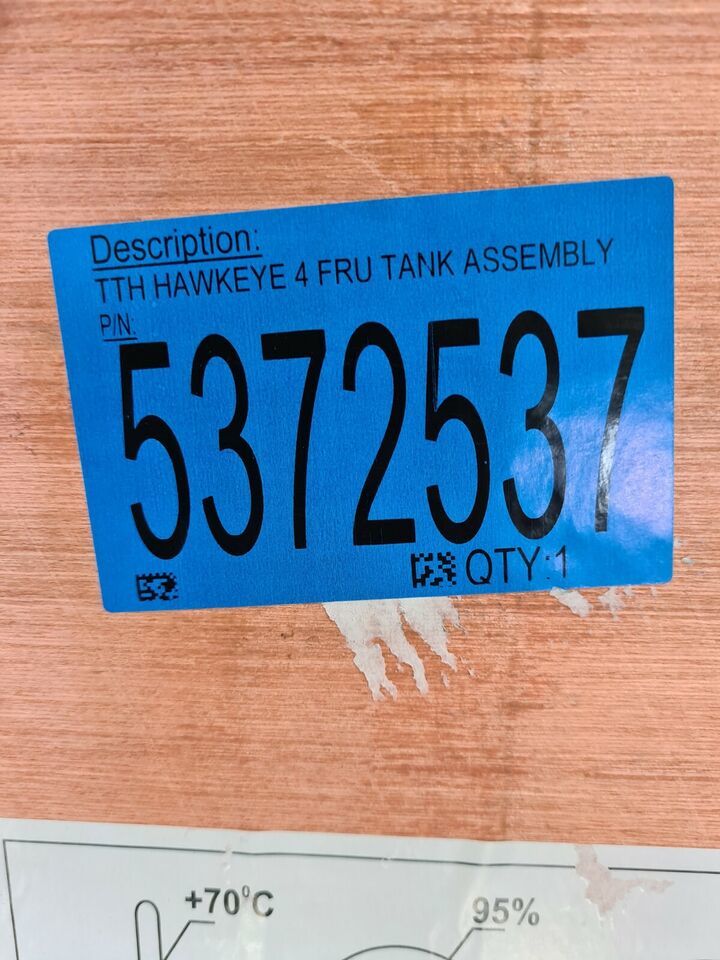 Description:
TTH HAWKEYE 4 FRU TANK ASSEMBLY
P/N:
5372537
QTY:1
+70°C
95%